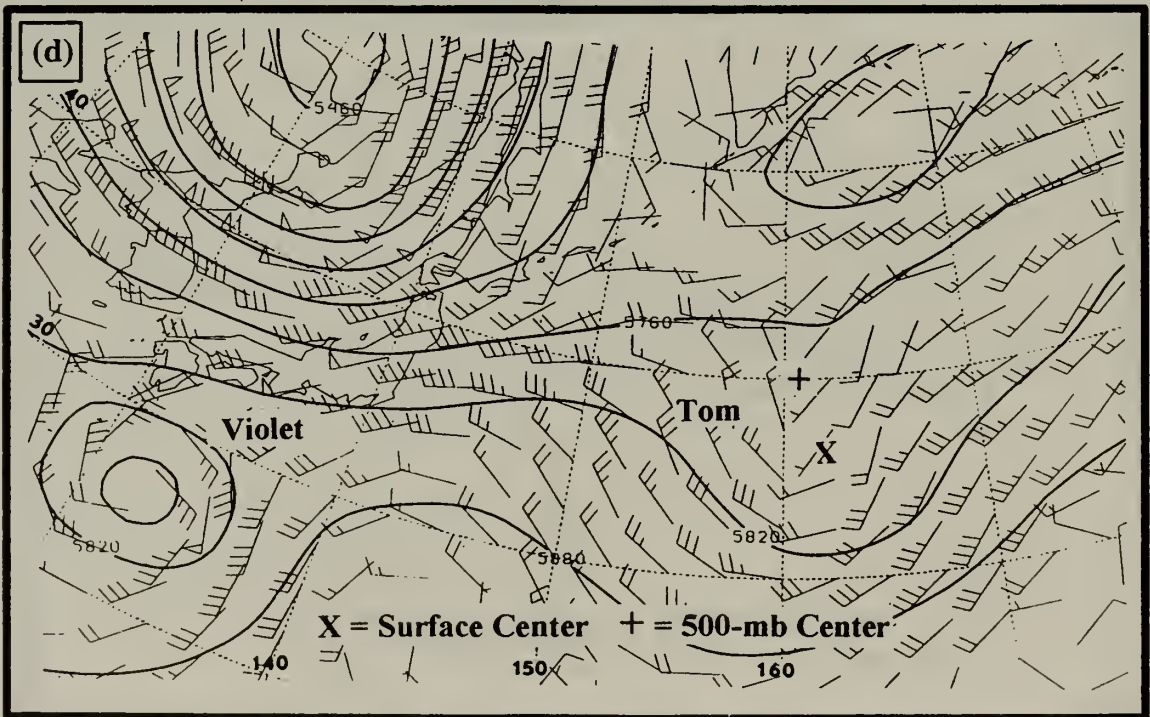 (d)
40
5460
30
5760
Violet
Tom
X
5820
5820
5880
X = Surface Center + = 500-mb Center
140
150
160